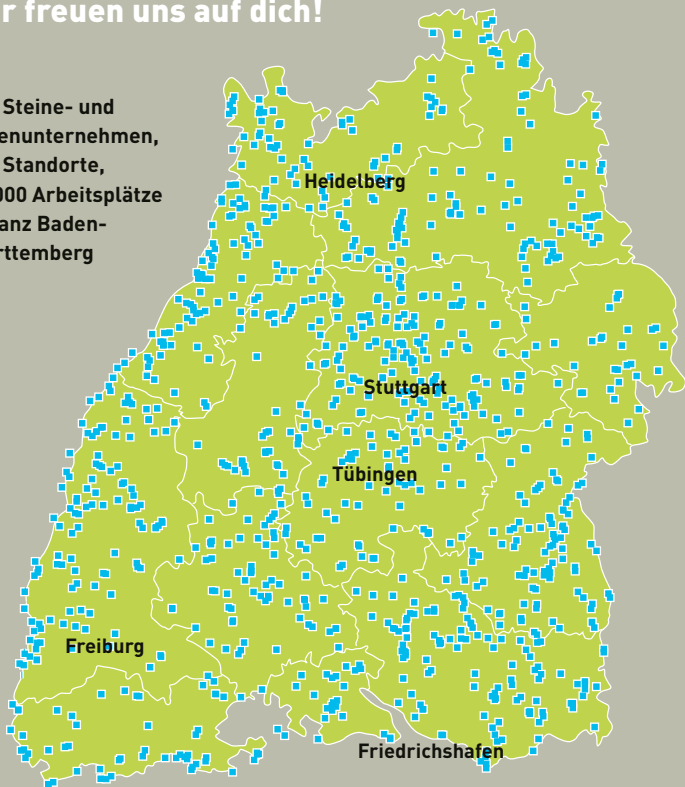 r freuen uns auf dich!
Steine- und
enunternehmen,
Standorte,
000 Arbeitsplätze
anz Baden-
rttemberg
Heidelberg
Stuttgart
Tübingen
Freiburg
Friedrichshafen